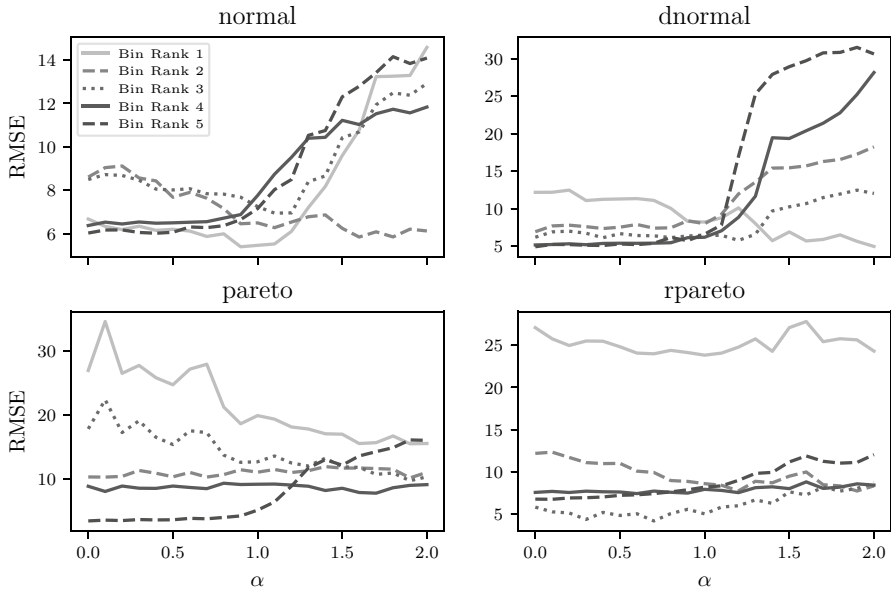 normal
dnormal
RMSE
14
12
10
8
6
Bin Rank 1
Bin Rank 2
Bin Rank 3
Bin Rank 4
Bin Rank 5
30
25
20
15
10
5
pareto
rpareto
RMSE
30
20
10
0.0 0.5 1.0 1.5 2.0
α
25
20
15
10
5
0.0 0.5 1.0 1.5 2.0
α